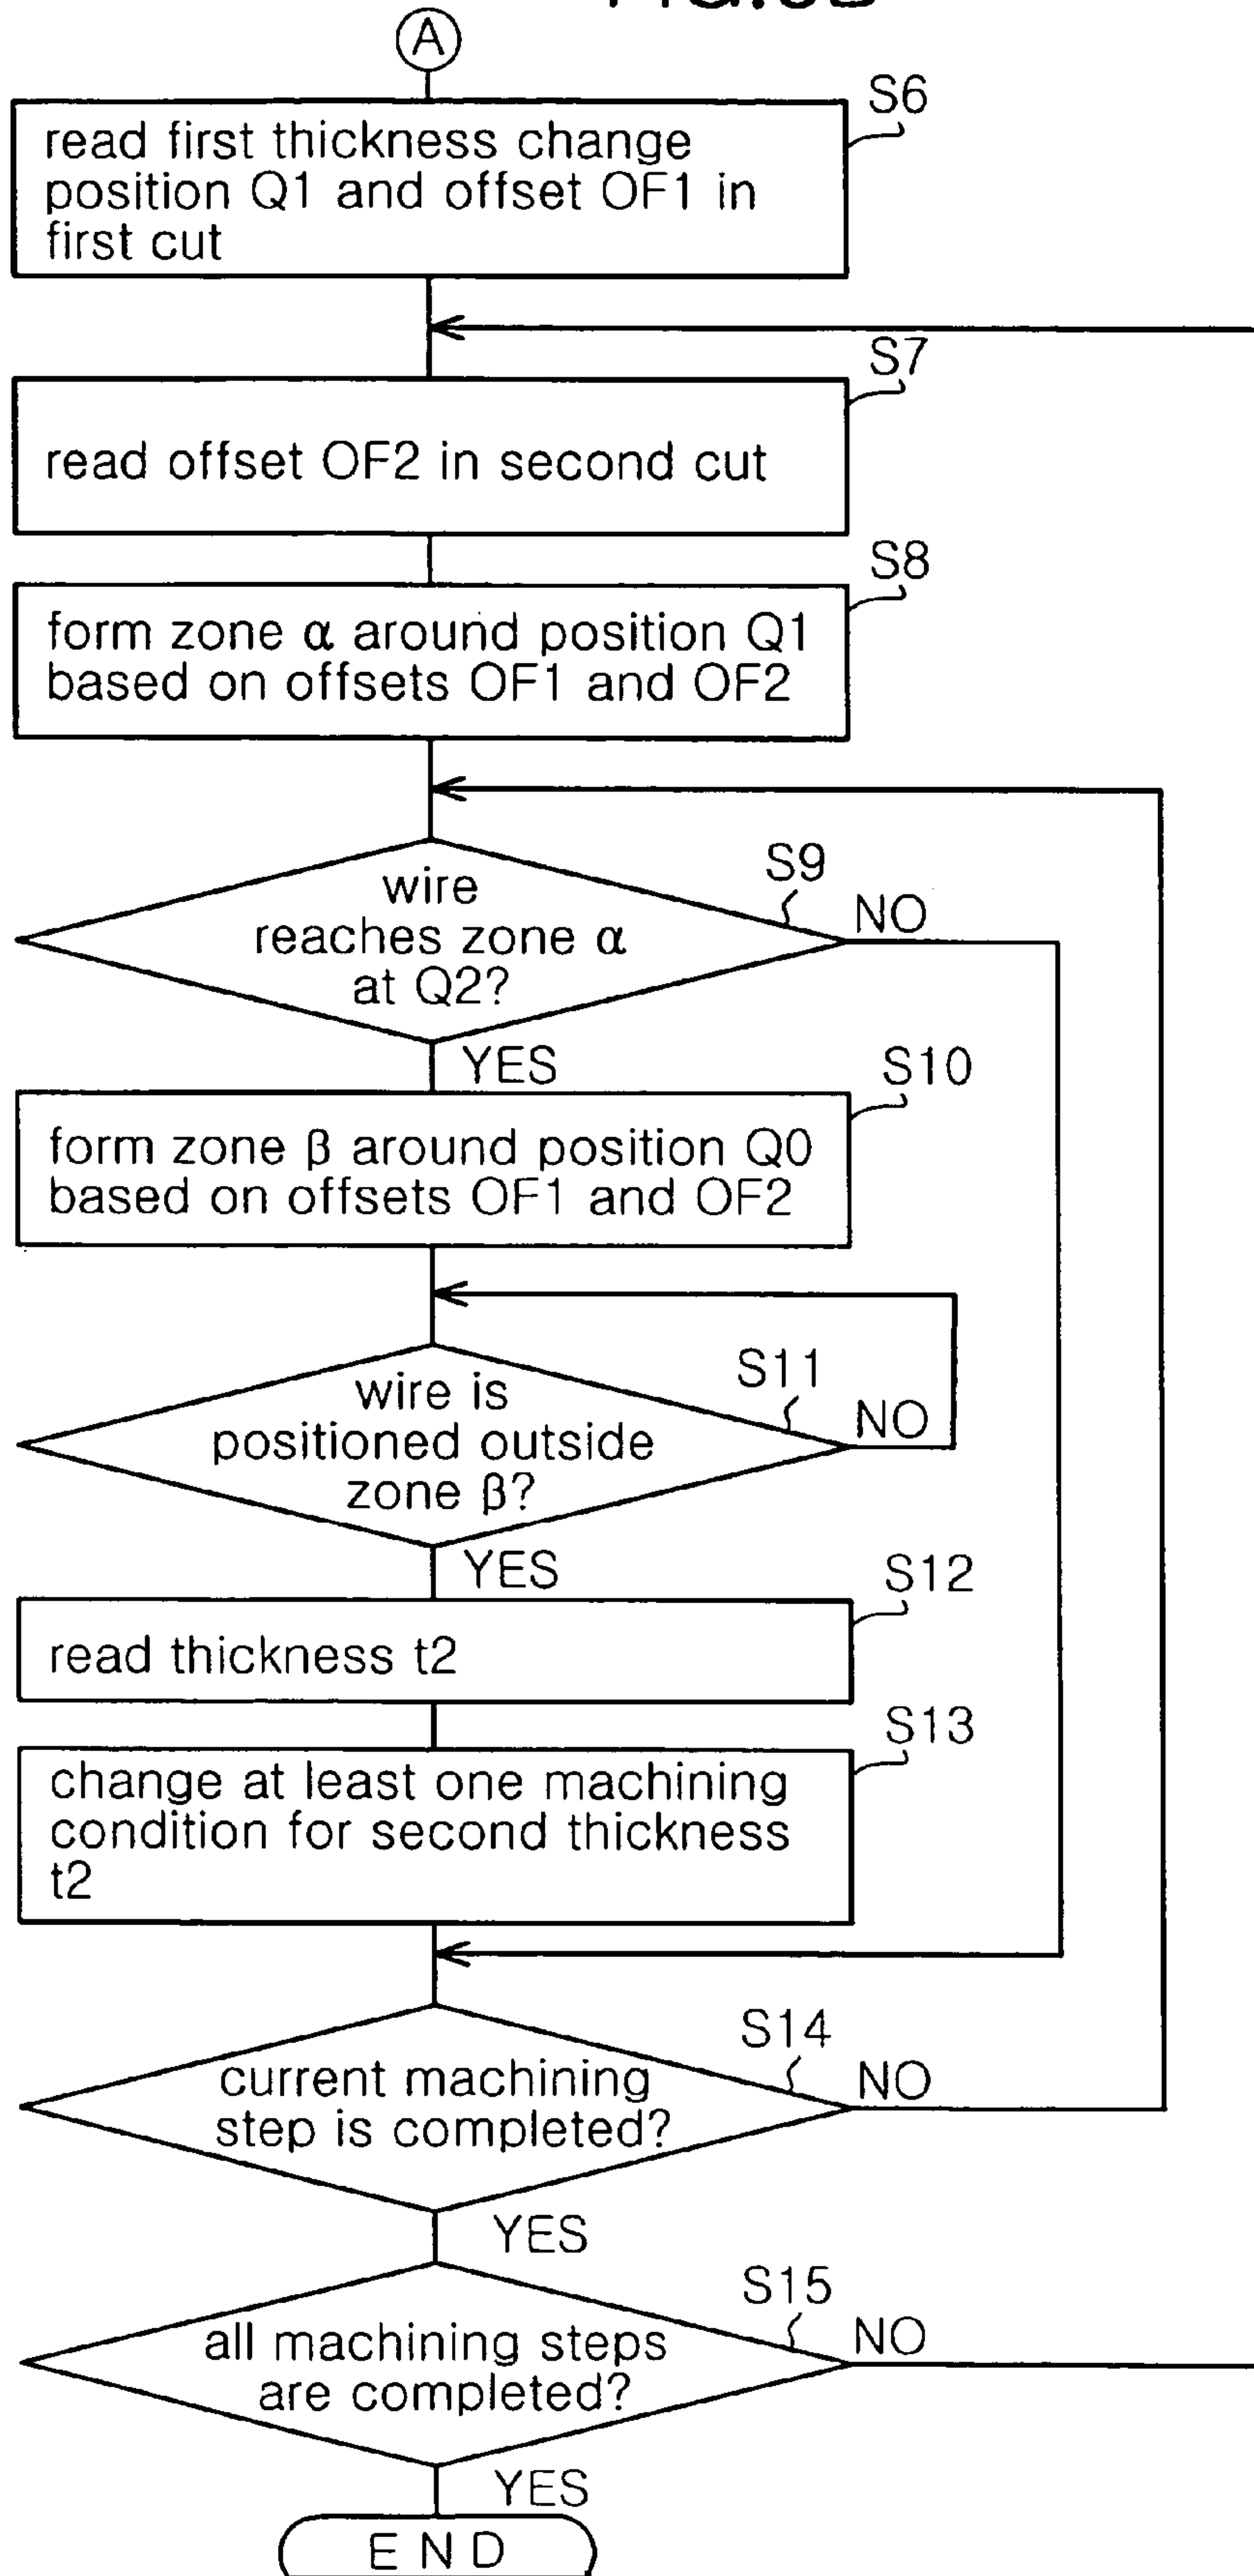 A
S6
read first thickness change
position Q1 and offset OF1 in
first cut
S7
read offset OF2 in second cut
S8
form zone α around position Q1
based on offsets OF1 and OF2
S9
wire
reaches zone α
at Q2?
NO
YES
S10
form zone β around position Q0
based on offsets OF1 and OF2
S11
wire is
positioned outside
zone β?
NO
YES
S12
read thickness t2
S13
change at least one machining
condition for second thickness
t2
S14
current machining
step is completed?
NO
YES
S15
all machining steps
are completed?
NO
YES
END